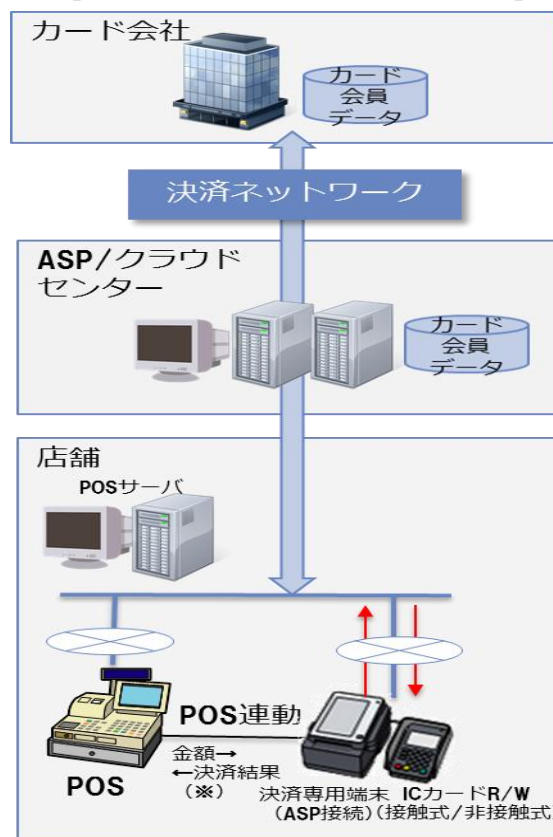 カード会社
カード
会員
データ
決済ネットワーク
ASP/クラウド
センター
カード
会員
データ
店舗
POSサーバ
POS連動
金額→
←決済結果
(※)
POS
決済専用端末 ICカードR/W
(ASP接続)(接触式/非接触式